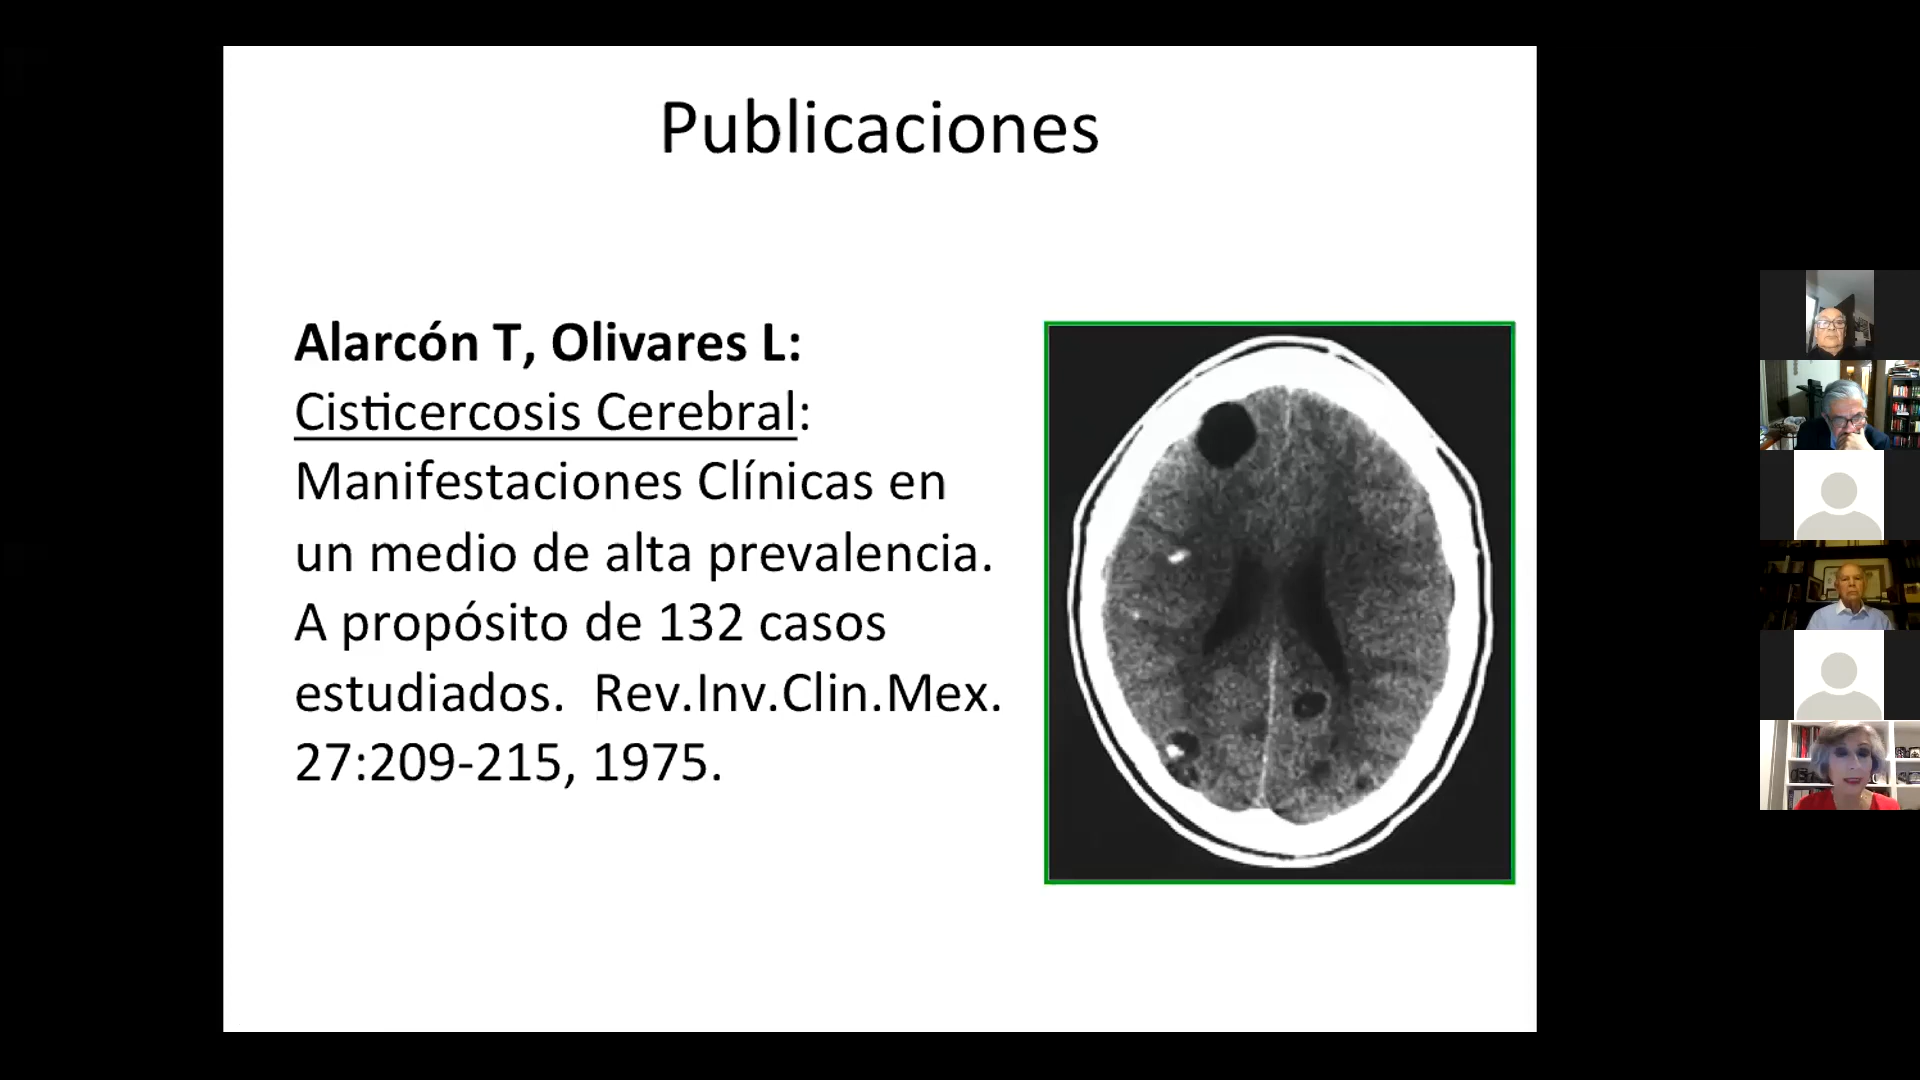 Publicaciones
Alarcón T, Olivares L:
Cisticercosis Cerebral:
Manifestaciones Clínicas en
un medio de alta prevalencia.
A propósito de 132 casos
estudiados.  Rev.Inv.Clin.Mex.
27:209-215, 1975.